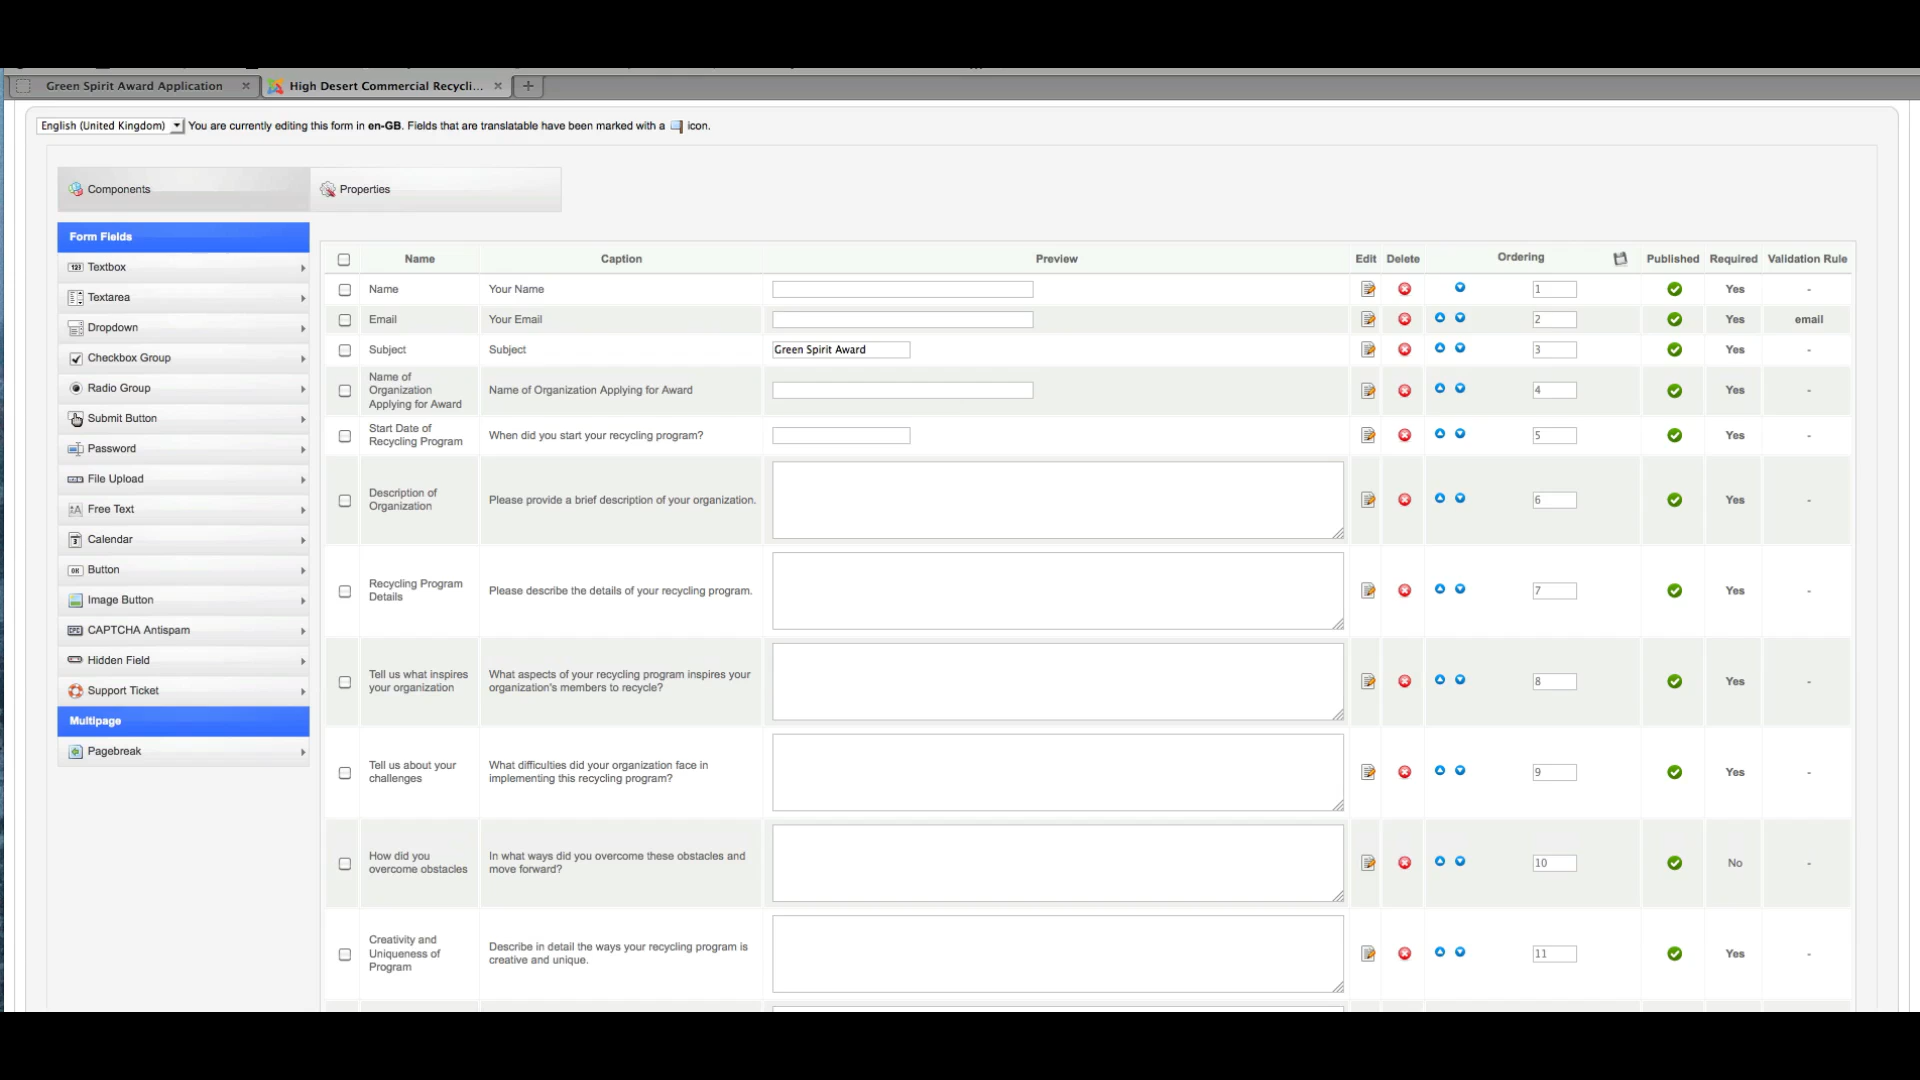 Green Spirit Award Application
High Desert Commercial Recycli...
English (United Kingdom) You are currently editing this form in en-GB. Fields that are translatable have been marked with a icon.
Components
Properties
Form Fields
Textbox
Textarea
Dropdown
Checkbox Group
Radio Group
Submit Button
Password
File Upload
Free Text
Calendar
Button
Image Button
CAPTCHA Antispam
Hidden Field
Support Ticket
Multipage
Pagebreak
Name Caption Preview Edit Delete Ordering Published Required Validation Rule
Name Your Name 1 Yes -
Email Your Email 2 Yes email
Subject Subject Green Spirit Award 3 Yes -
Name of
Organization Name of Organization Applying for Award 4 Yes -
Applying for Award
Start Date of
Recycling Program When did you start your recycling program? 5 Yes -
Description of
Organization Please provide a brief description of your organization. 6 Yes -
Recycling Program
Details Please describe the details of your recycling program. 7 Yes -
Tell us what inspires What aspects of your recycling program inspires your
your organization organization's members to recycle? 8 Yes -
Tell us about your What difficulties did your organization face in
challenges implementing this recycling program? 9 Yes -
How did you In what ways did you overcome these obstacles and
overcome obstacles move forward? 10 No -
Creativity and
Uniqueness of Describe in detail the ways your recycling program is
Program creative and unique. 11 Yes -